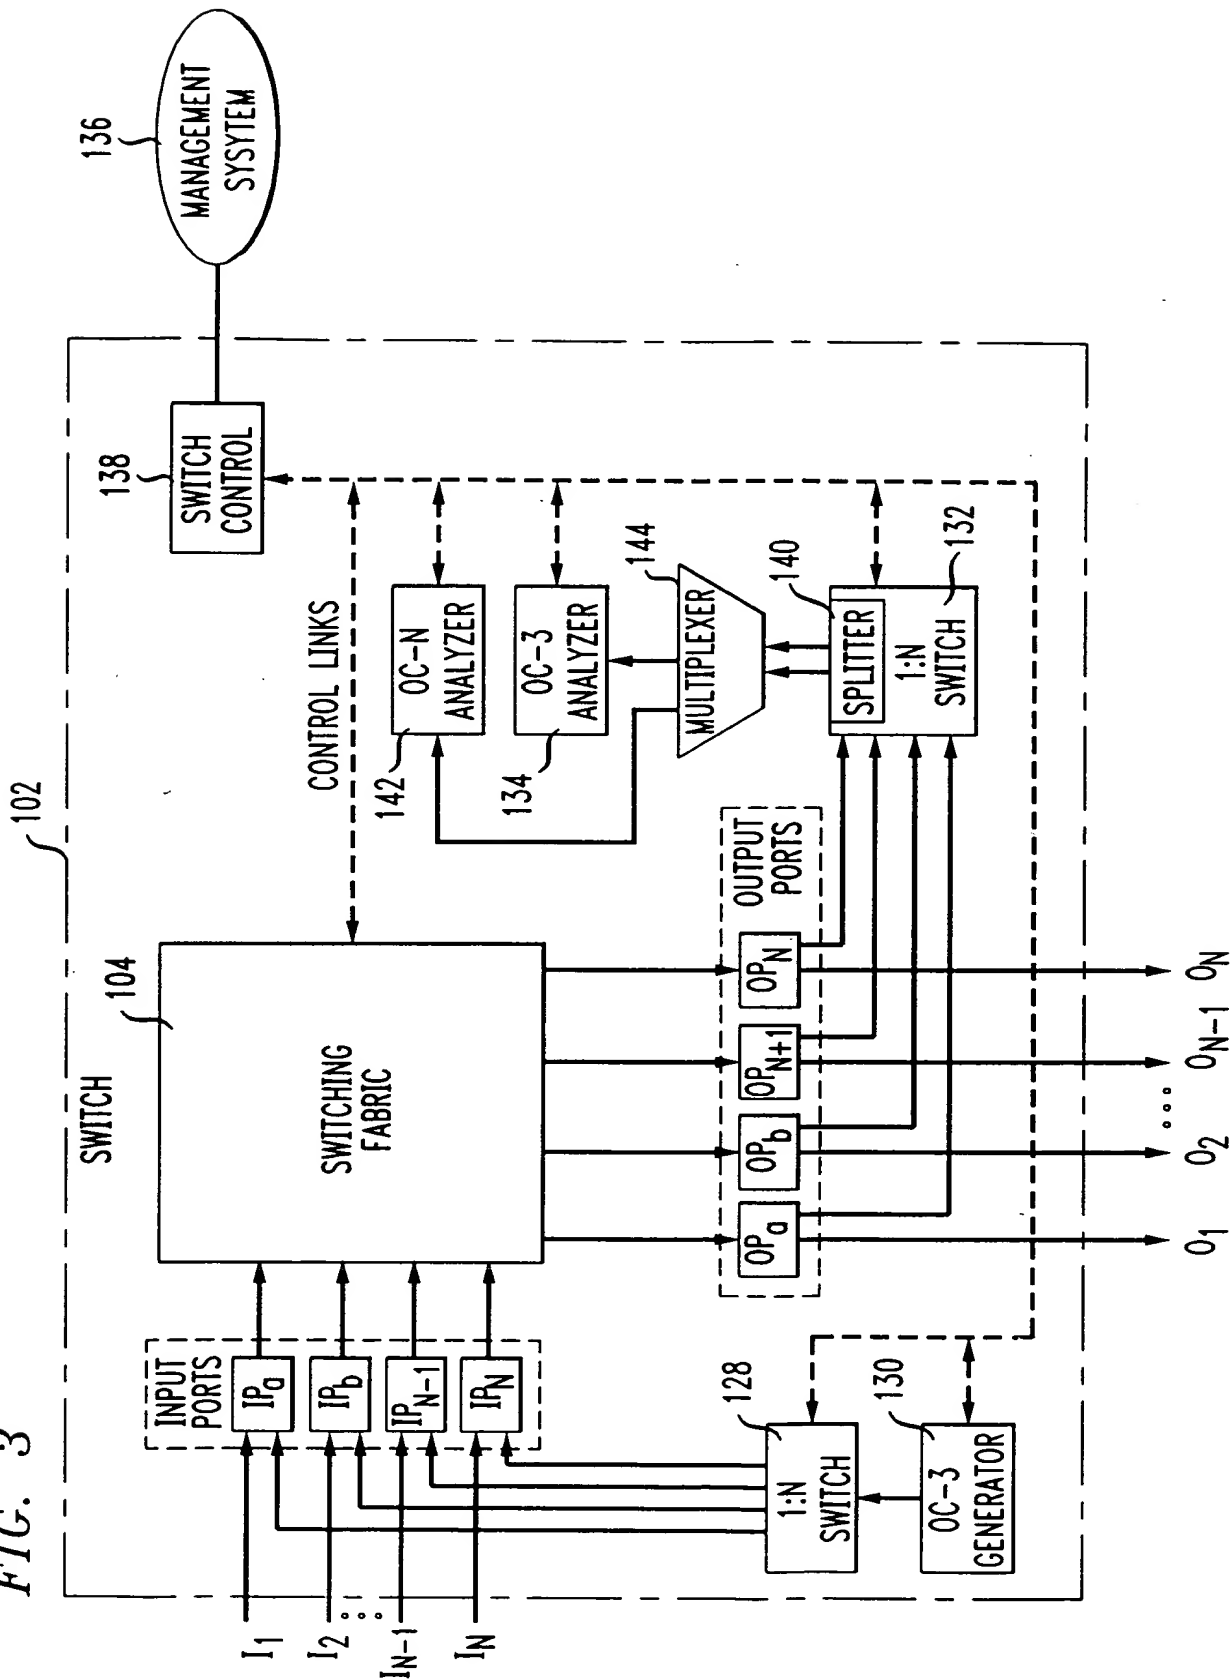 FIG. 3
102
SWITCH
136
MANAGEMENT
SYSYTEM
138
SWITCH
CONTROL
104
SWITCHING
FABRIC
CONTROL LINKS
INPUT
PORTS
IPa
IPb
IPN-1
IPN
I1
I2
IN-1
IN
142
OC-N
ANALYZER
134
OC-3
ANALYZER
144
MULTIPLEXER
140
SPLITTER
132
1:N
SWITCH
OUTPUT
PORTS
OPa
OPb
OPN+1
OPN
128
1:N
SWITCH
130
OC-3
GENERATOR
O1
O2
ON-1
ON